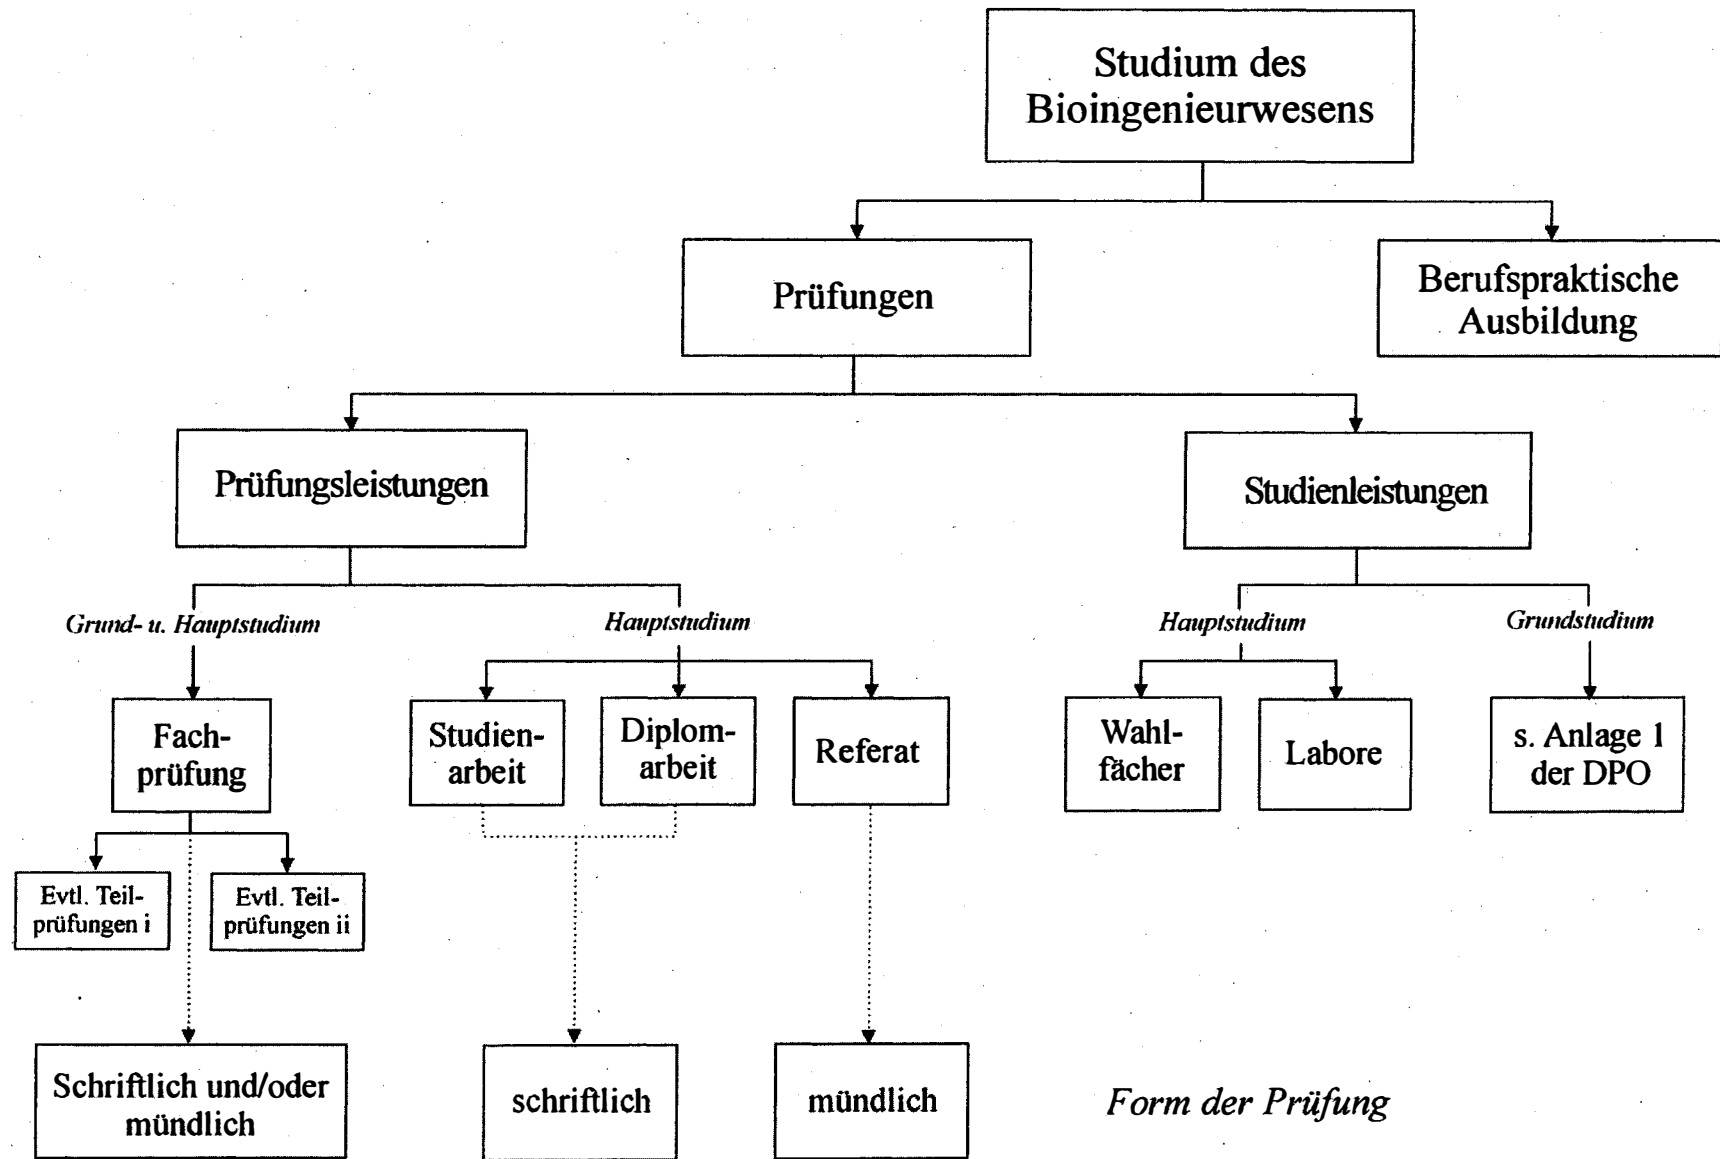 Studium des
Bioingenieurwesens
Prüfungen
Berufspraktische
Ausbildung
Prüfungsleistungen
Studienleistungen
Grund- u. Hauptstudium
Hauptstudium
Hauptstudium
Grundstudium
Fach-
prüfung
Studien-
arbeit
Diplom-
arbeit
Referat
Wahl-
fächer
Labore
s. Anlage 1
der DPO
Evtl. Teil-
prüfungen i
Evtl. Teil-
prüfungen ii
Schriftlich und/oder
mündlich
schriftlich
mündlich
Form der Prüfung